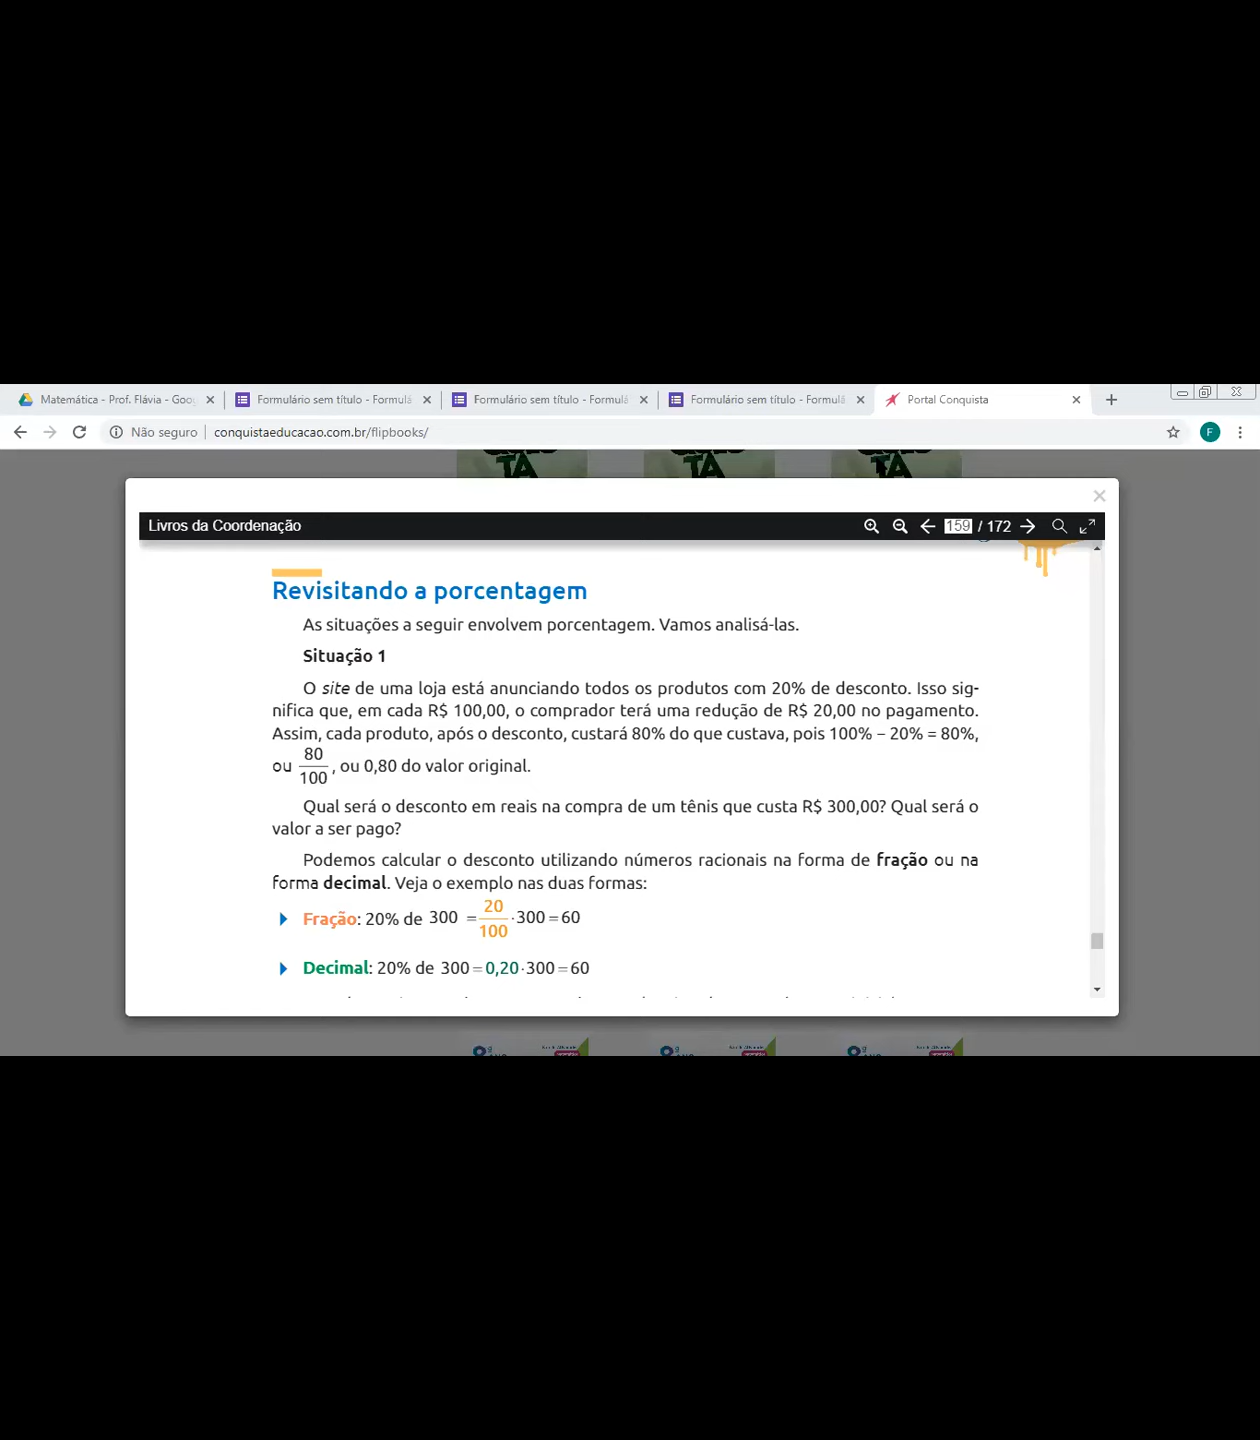 Matemática - Prof. Flávia - Goo
Formulário sem título - Formulá
Formulário sem título - Formulá
Formulário sem título - Formulá
Portal Conquista
Não seguro
conquistaeducacao.com.br/flipbooks/
F
TA
TA
TA
Livros da Coordenação
159 / 172
Revisitando a porcentagem
As situações a seguir envolvem porcentagem. Vamos analisá-las.
Situação 1
O site de uma loja está anunciando todos os produtos com 20% de desconto. Isso sig-
nifica que, em cada R$ 100,00, o comprador terá uma redução de R$ 20,00 no pagamento.
Assim, cada produto, após o desconto, custará 80% do que custava, pois 100% − 20% = 80%,
ou 80/100, ou 0,80 do valor original.
Qual será o desconto em reais na compra de um tênis que custa R$ 300,00? Qual será o
valor a ser pago?
Podemos calcular o desconto utilizando números racionais na forma de fração ou na
forma decimal. Veja o exemplo nas duas formas:
Fração: 20% de 300 = 20/100 · 300 = 60
Decimal: 20% de 300 = 0,20 · 300 = 60